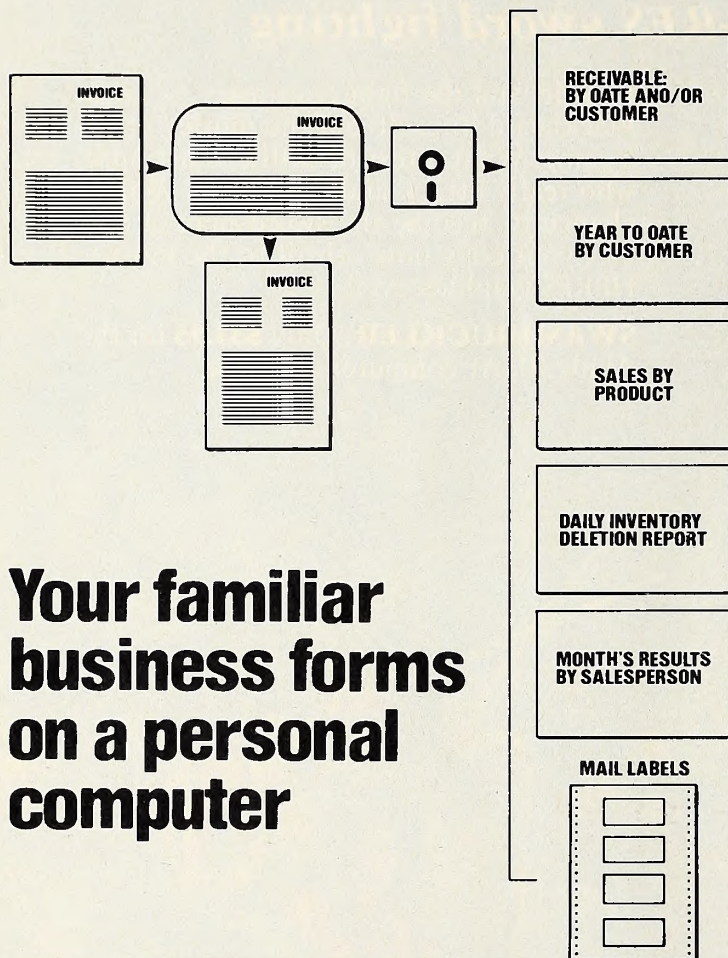 INVOICE
INVOICE
INVOICE
RECEIVABLE:
BY OATE ANO/OR
CUSTOMER
YEAR TO OATE
BY CUSTOMER
SALES BY
PRODUCT
DAILY INVENTORY
DELETION REPORT
MONTH'S RESULTS
BY SALESPERSON
MAIL LABELS
Your familiar
business forms
on a personal
computer